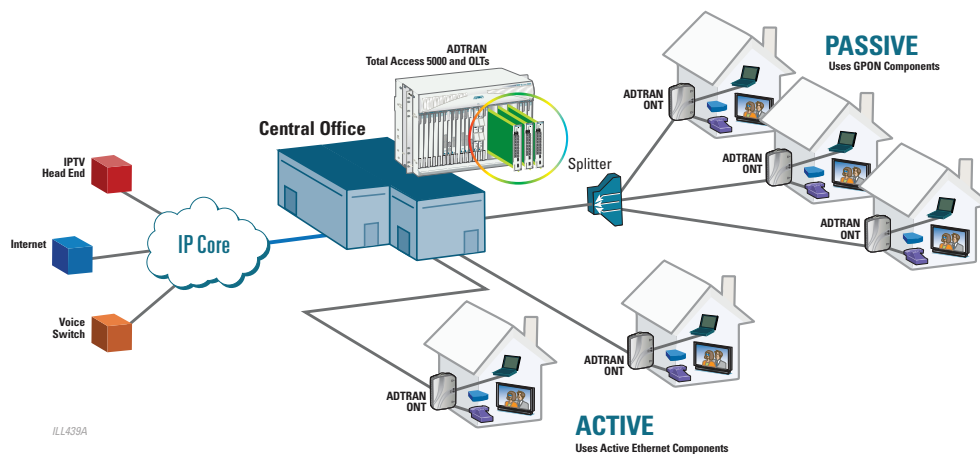 ADTRAN
Total Access 5000 and OLTs
PASSIVE
Uses GPON Components
Central Office
ADTRAN
ONT
Splitter
ADTRAN
ONT
IPTV
Head End
ADTRAN
ONT
Internet
IP Core
Voice
Switch
ADTRAN
ONT
ADTRAN
ONT
ACTIVE
Uses Active Ethernet Components
ILL439A